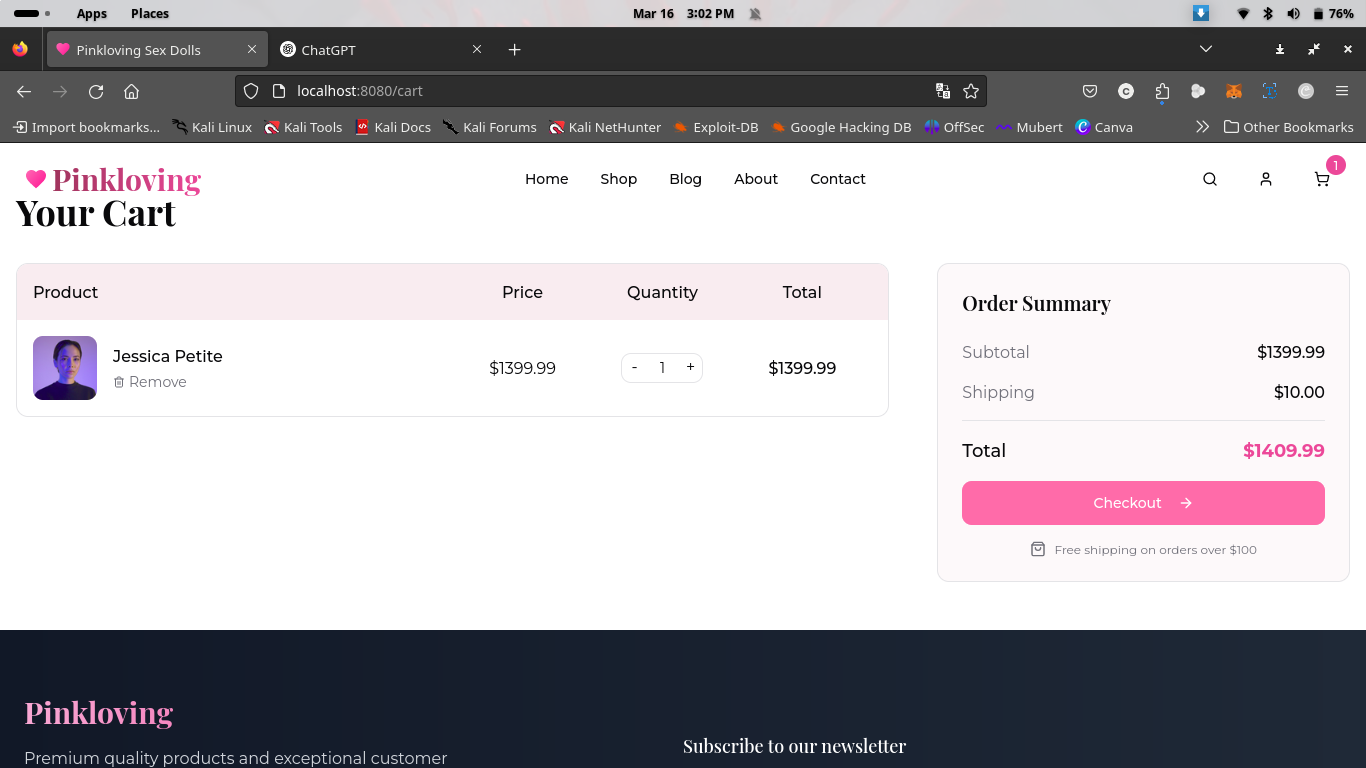 Apps Places Mar 16 3:02 PM 76%
Pinkloving Sex Dolls ChatGPT
localhost:8080/cart
Import bookmarks... Kali Linux Kali Tools Kali Docs Kali Forums Kali NetHunter Exploit-DB Google Hacking DB OffSec Mubert Canva Other Bookmarks
1
Pinkloving Home Shop Blog About Contact
Your Cart
Product Price Quantity Total
Jessica Petite
Remove
$1399.99 - 1 + $1399.99
Order Summary
Subtotal $1399.99
Shipping $10.00
Total $1409.99
Checkout
Free shipping on orders over $100
Pinkloving
Premium quality products and exceptional customer
Subscribe to our newsletter